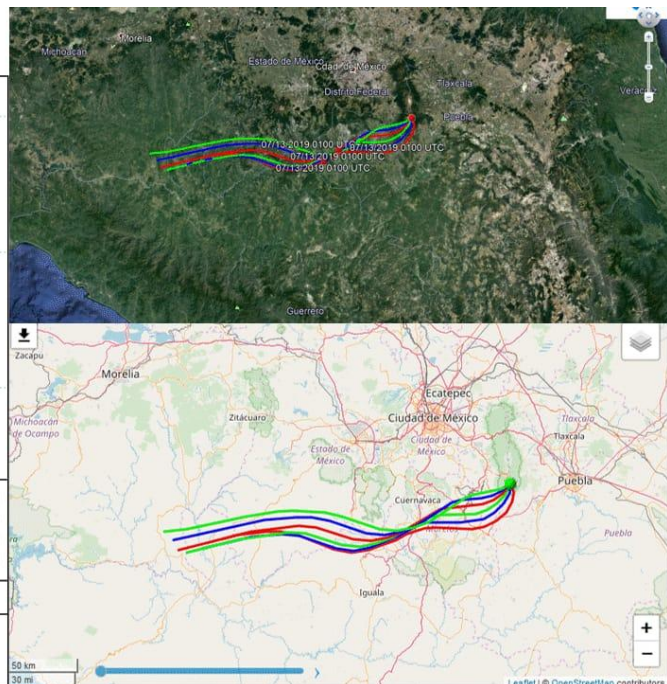 Morelia
Michoacán
Estado de México
Cdad. de México
Distrito Federal
Tlaxcala
Puebla
Veracruz
07/13/2019 0100 UTC
07/13/2019 0100 UTC
07/13/2019 0100 UTC
07/13/2019 0100 UTC
Guerrero
Zacapu
Morelia
Ecatepec
Ciudad de México
Zitácuaro
Michoacán
de Ocampo
Estado de
México
Ciudad de
México
Tlaxcala
Tlaxcala
Cuernavaca
Puebla
Morelos
Puebla
Iguala
+
−
50 km
30 mi
Leaflet | © OpenStreetMap contributors